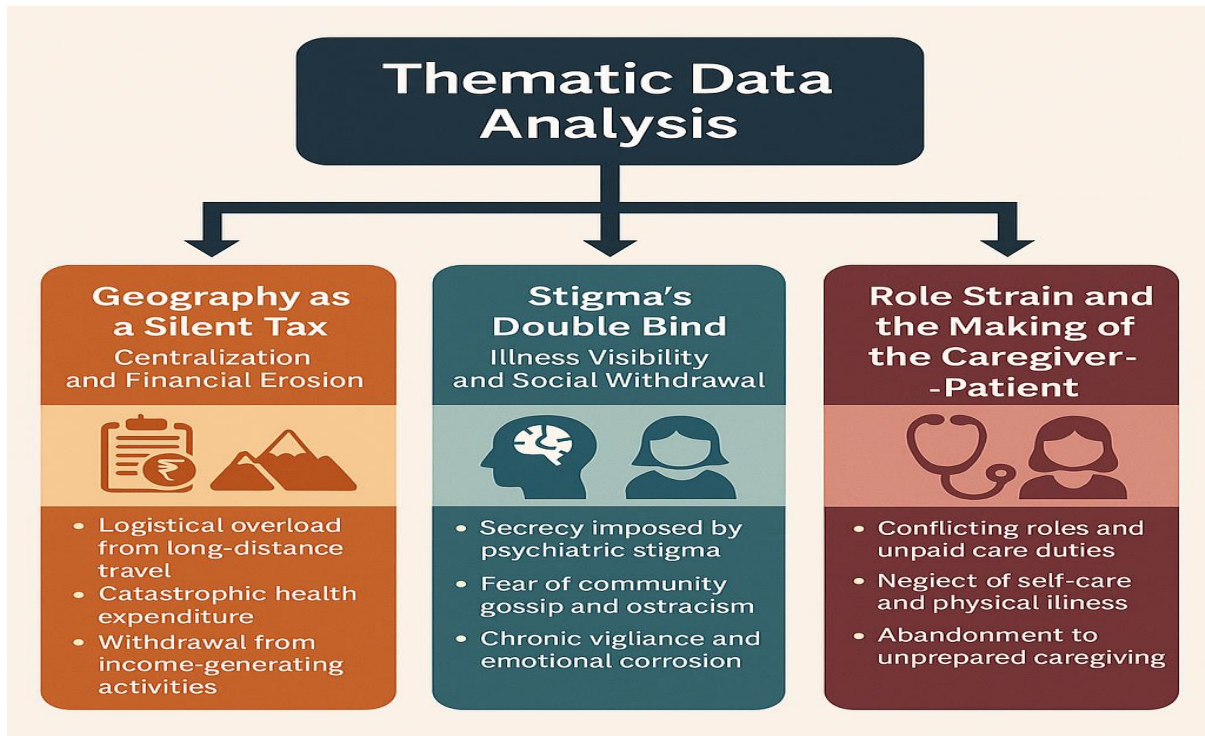 Thematic Data
Analysis
Geography as
a Silent Tax
Centralization
and Financial Erosion
₹
• Logistical overload
from long-distance
travel
• Catastrophic health
expenditure
• Withdrawal from
income-generating
activities
Stigma's
Double Bind
Illness Visibility
and Social Withdrawal
• Secrecy imposed by
psychiatric stigma
• Fear of community
gossip and ostracism
• Chronic vigliance and
emotional corrosion
Role Strain and
the Making of
the Caregiver-
-Patient
• Conflicting roles and
unpaid care duties
• Negiect of self-care
and physical iliness
• Abandonment to
unprepared caregiving